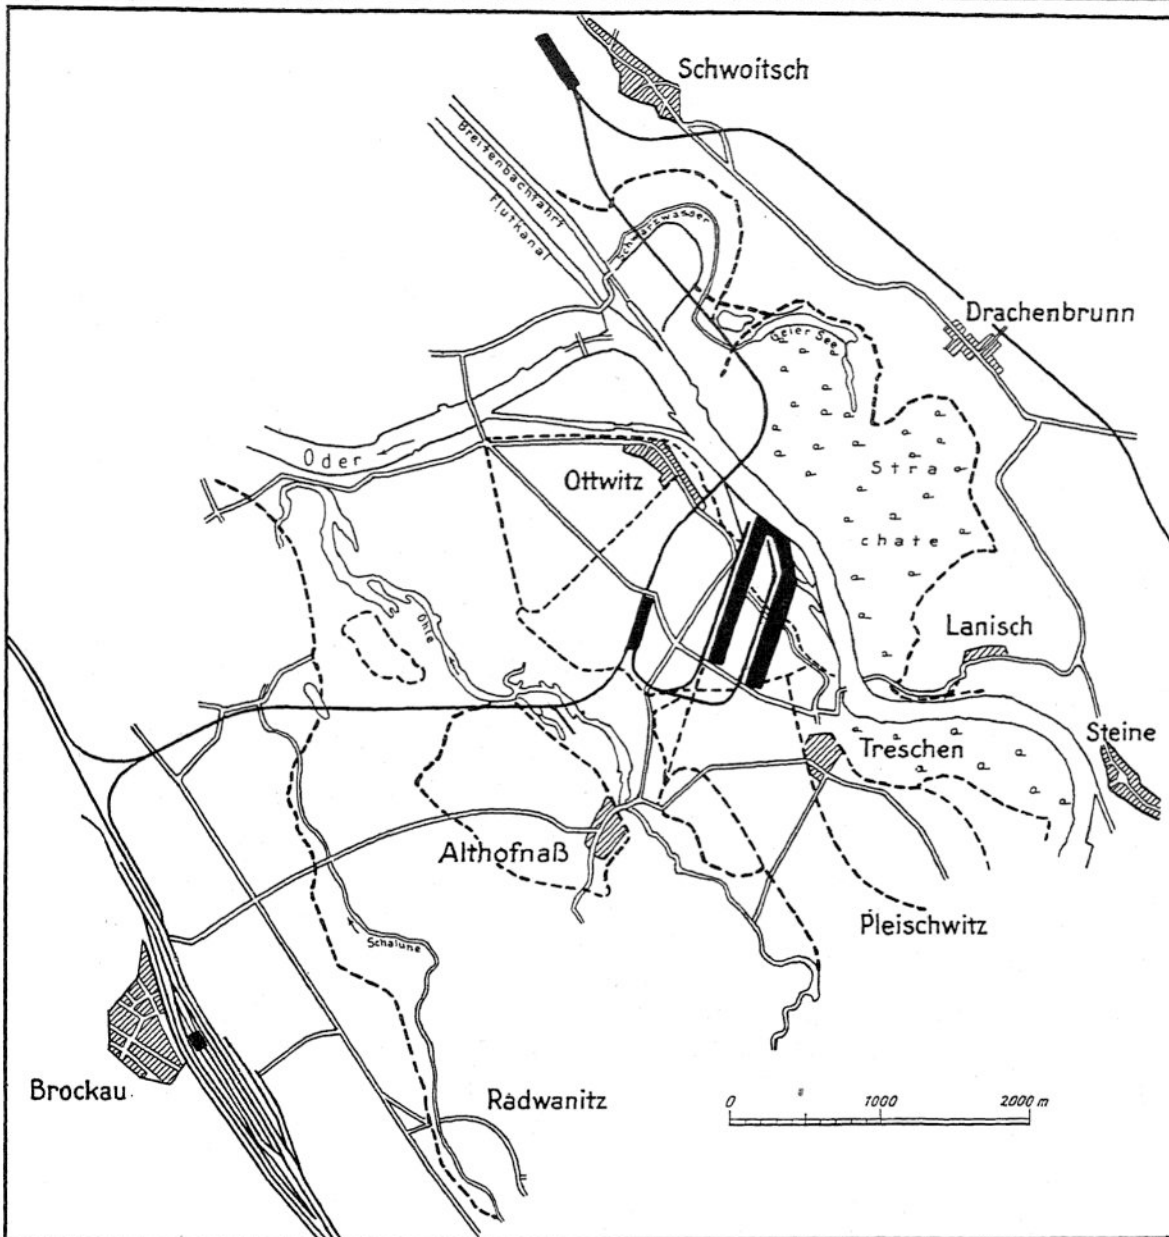 Schwoitsch
Breitenbachfahrt
Flutkanal
Schwarzwasser
Drachenbrunn
Geier See
Oder
Ottwitz
Stra
chate
Ohle
Lanisch
Steine
Treschen
Althofnaß
Pleischwitz
Schalune
Brockau
Radwanitz
0 1000 2000 m